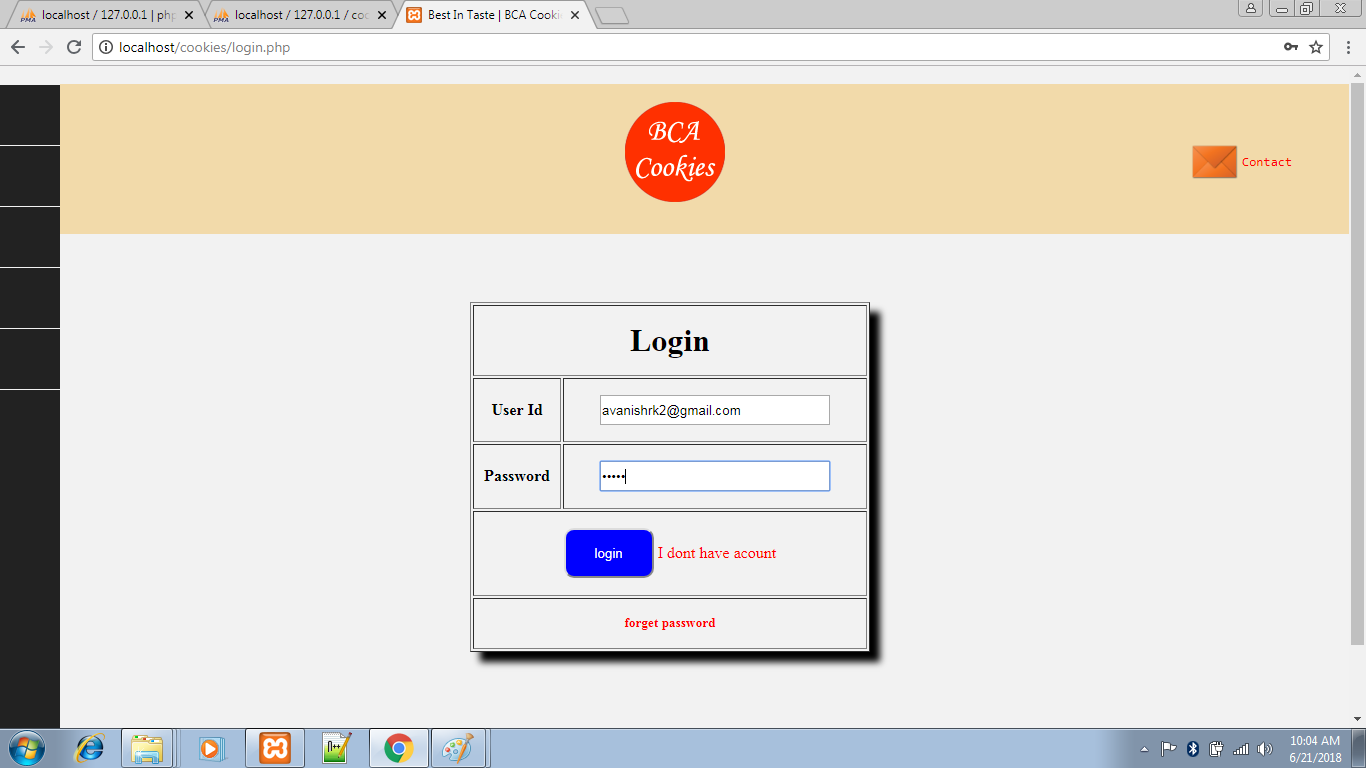 localhost / 127.0.0.1 | php
localhost / 127.0.0.1 / coo
Best In Taste | BCA Cooki
localhost/cookies/login.php
BCA
Cookies
Contact
Login
User Id
avanishrk2@gmail.com
Password
•••••
login
I dont have acount
forget password
10:04 AM
6/21/2018